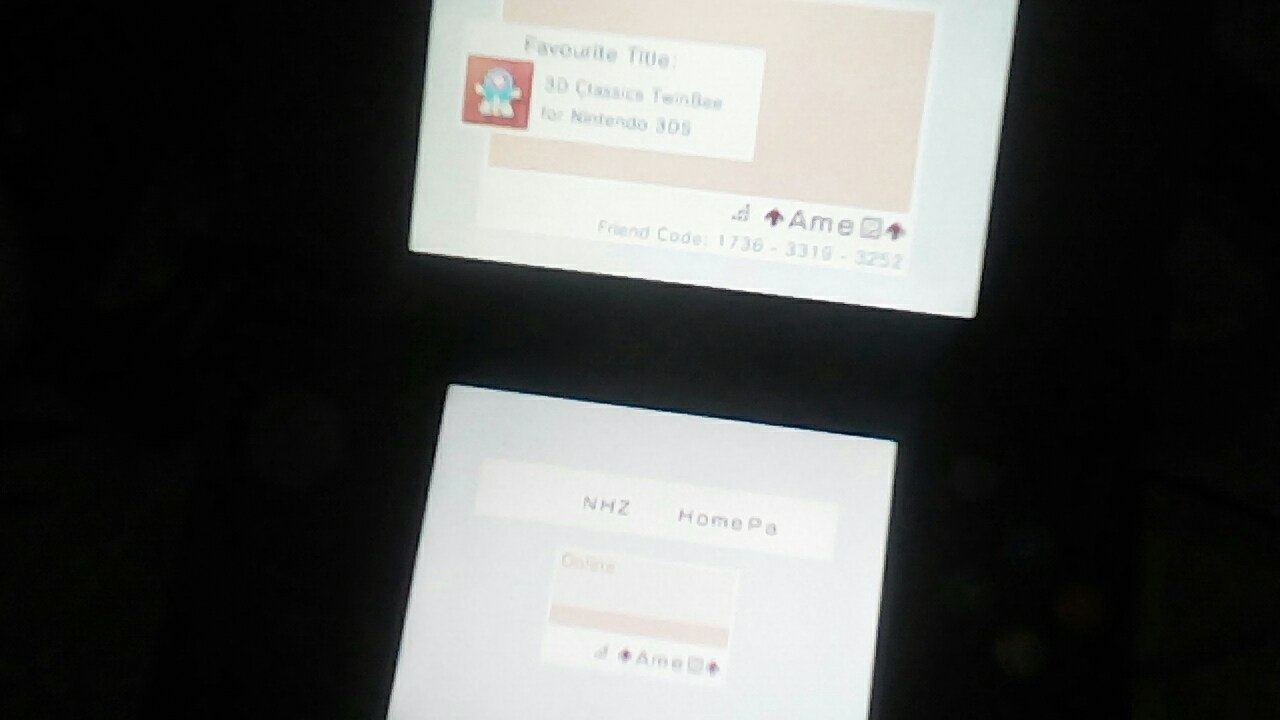 Favourite Title:
3D Classics TwinBee
for Nintendo 3DS
Ame
Friend Code: 1736 - 3319 - 3252
NHZ HomePa
Online
Ame